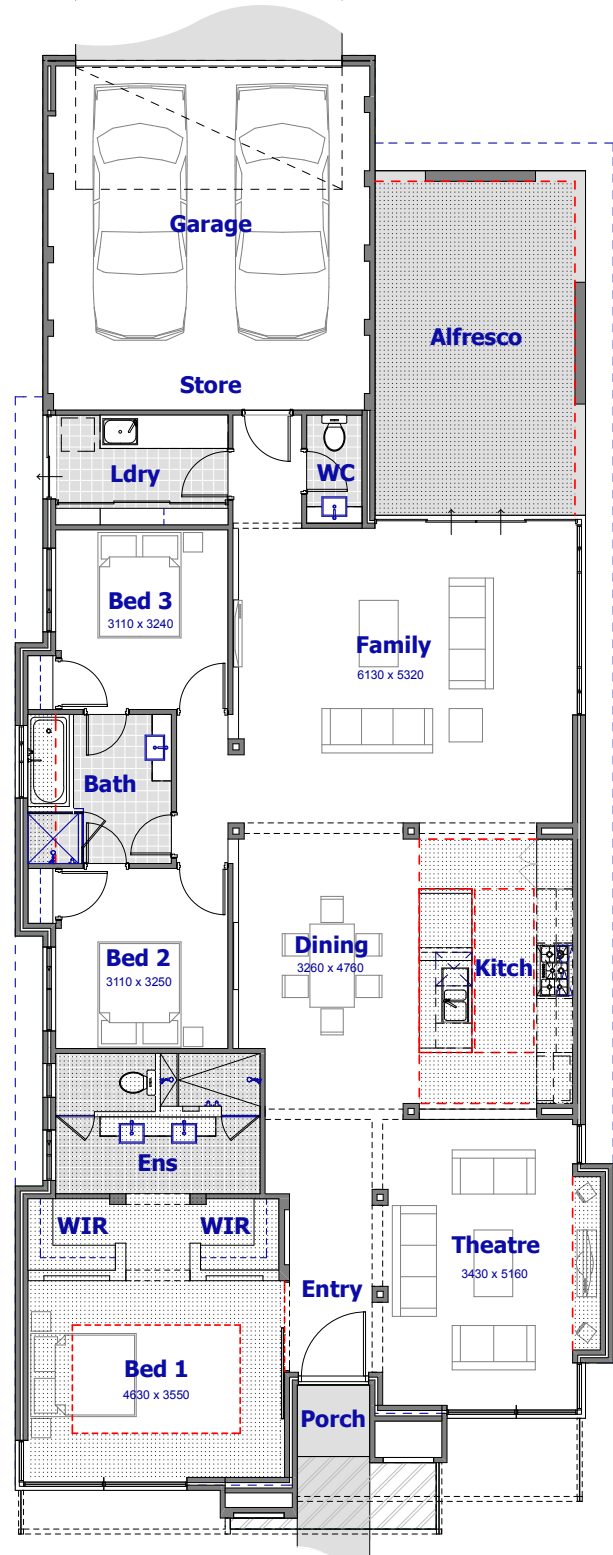 Garage
Alfresco
Store
Ldry
WC
Bed 3
3110 x 3240
Family
6130 x 5320
Bath
Bed 2
3110 x 3250
Dining
3260 x 4760
Kitch
Ens
WIR
WIR
Theatre
3430 x 5160
Entry
Bed 1
4630 x 3550
Porch